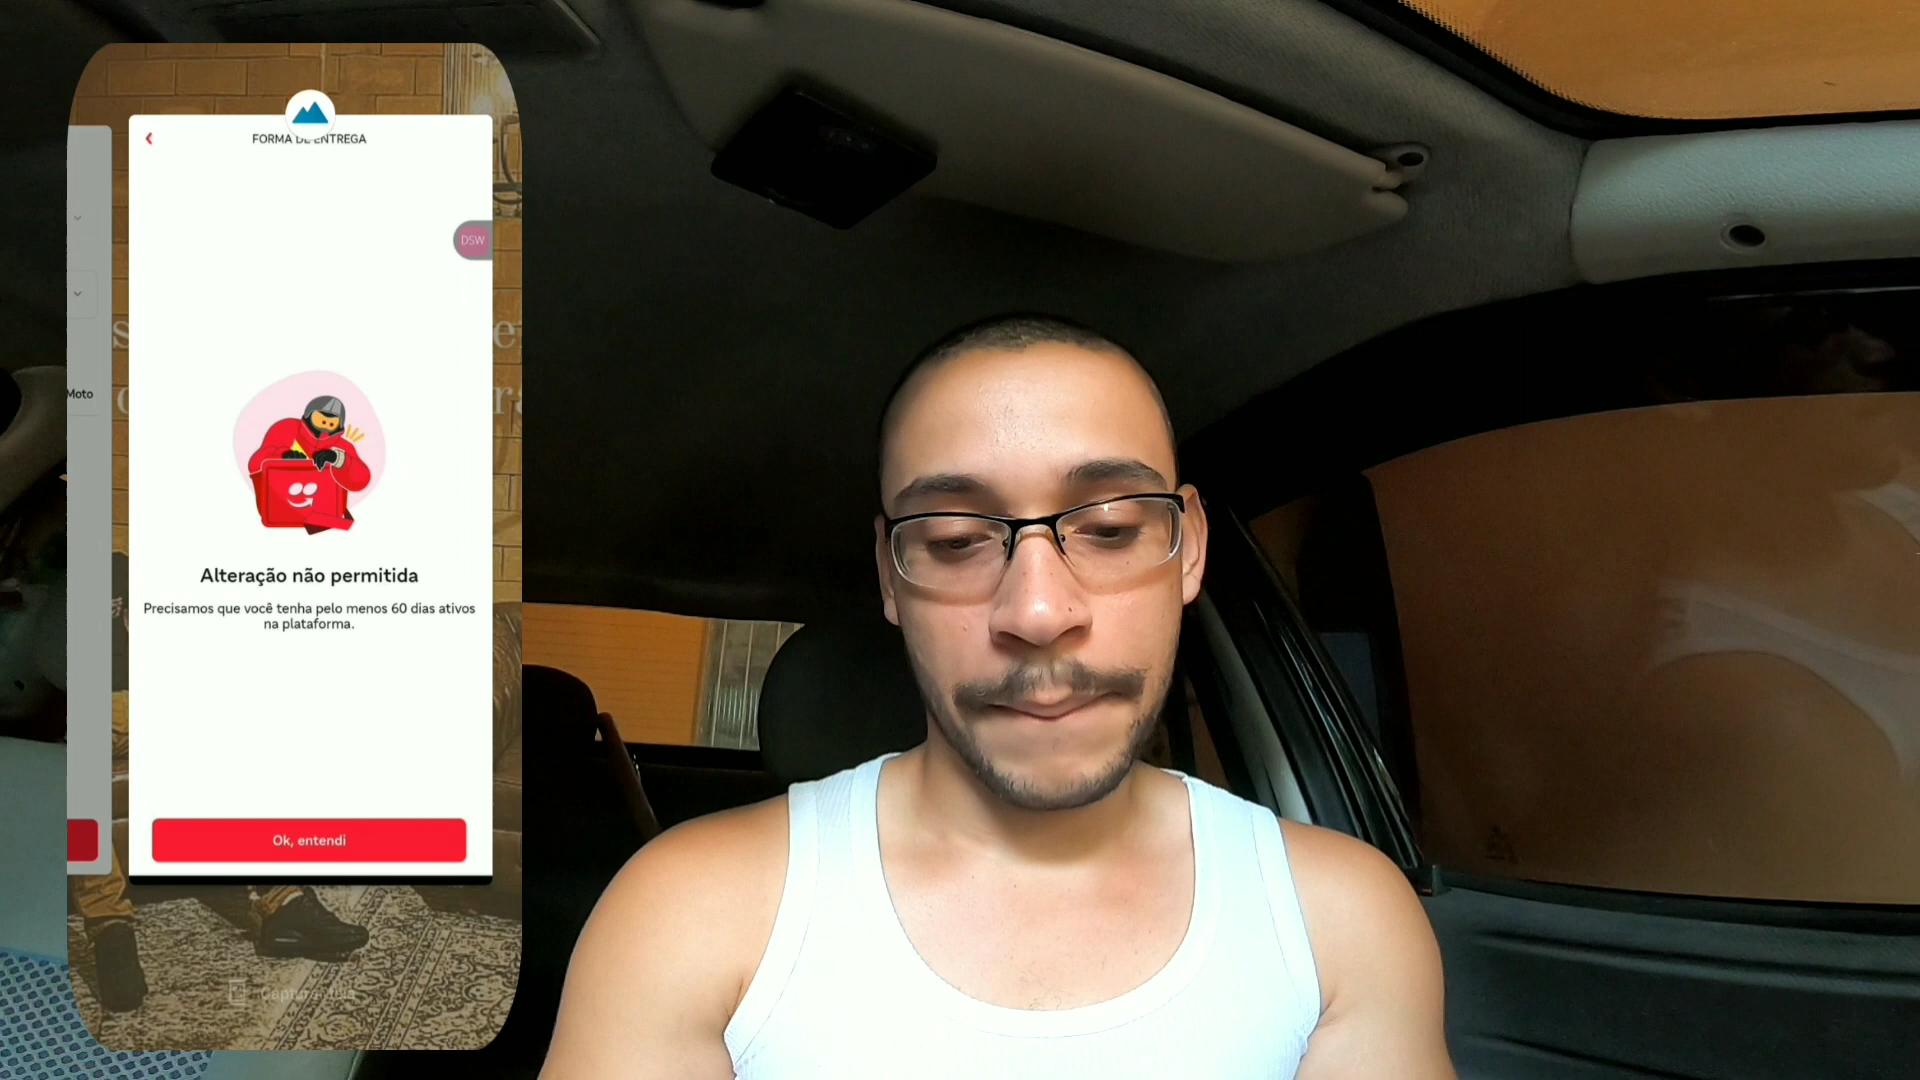 FORMA DE ENTREGA
DSW
Moto
Alteração não permitida
Precisamos que você tenha pelo menos 60 dias ativos
na plataforma.
Ok, entendi